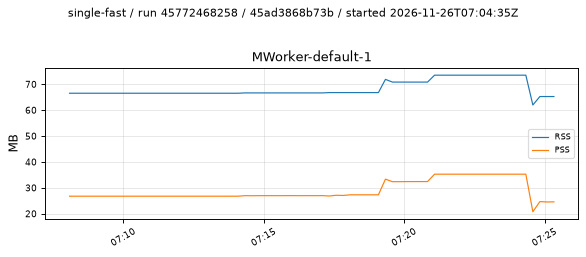 single-fast / run 45772468258 / 45ad3868b73b / started 2026-11-26T07:04:35Z
MWorker-default-1
MB
70
60
50
40
30
20
RSS
PSS
07:10
07:15
07:20
07:25